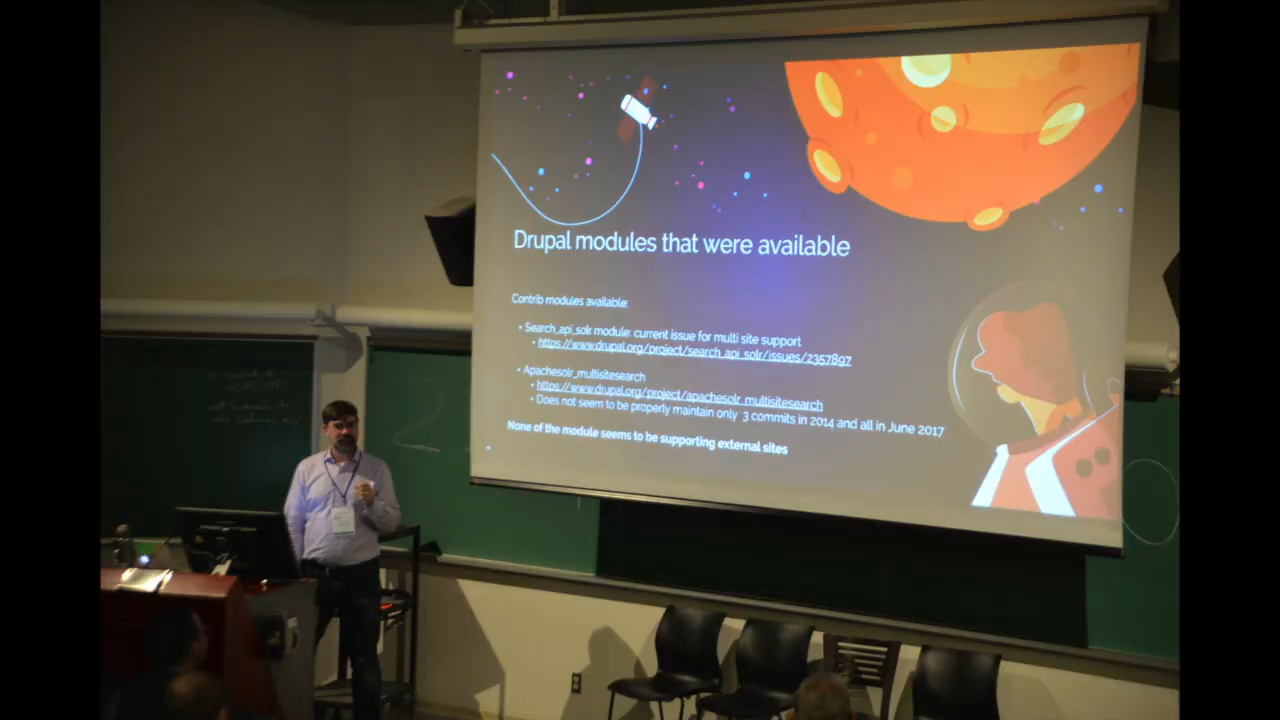 Drupal modules that were available
Contrib modules available:
• Search_api_solr module: current issue for multi site support
• https://www.drupal.org/project/search_api_solr/issues/2357897
• Apachesolr_multisitesearch
• https://www.drupal.org/project/apachesolr_multisitesearch
• Does not seem to be properly maintain only 3 commits in 2014 and all in June 2017
None of the module seems to be supporting external sites